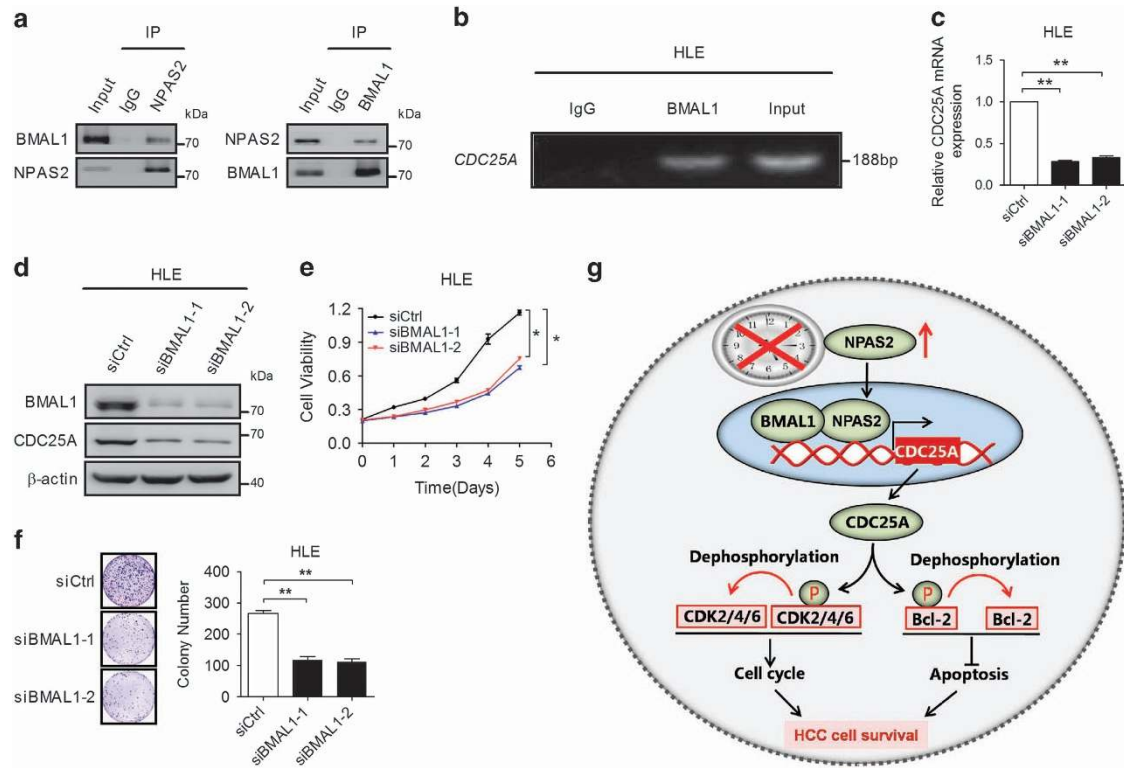 a
IP
IP
Input
IgG
NPAS2
Input
IgG
BMAL1
kDa
kDa
BMAL1
70
NPAS2
70
NPAS2
70
BMAL1
70
b
HLE
IgG
BMAL1
Input
CDC25A
188bp
c
HLE
Relative CDC25A mRNA
expression
1.5
1.0
0.5
0.0
**
**
siCtrl
siBMAL1-1
siBMAL1-2
d
HLE
siCtrl
siBMAL1-1
siBMAL1-2
kDa
BMAL1
70
CDC25A
70
β-actin
40
e
HLE
Cell Viability
1.2
0.9
0.6
0.3
0.0
siCtrl
siBMAL1-1
siBMAL1-2
*
*
0 1 2 3 4 5 6
Time(Days)
f
siCtrl
siBMAL1-1
siBMAL1-2
HLE
Colony Number
400
300
200
100
0
**
**
siCtrl
siBMAL1-1
siBMAL1-2
g
NPAS2
BMAL1
NPAS2
CDC25A
CDC25A
Dephosphorylation
Dephosphorylation
P
P
CDK2/4/6
CDK2/4/6
Bcl-2
Bcl-2
Cell cycle
Apoptosis
HCC cell survival